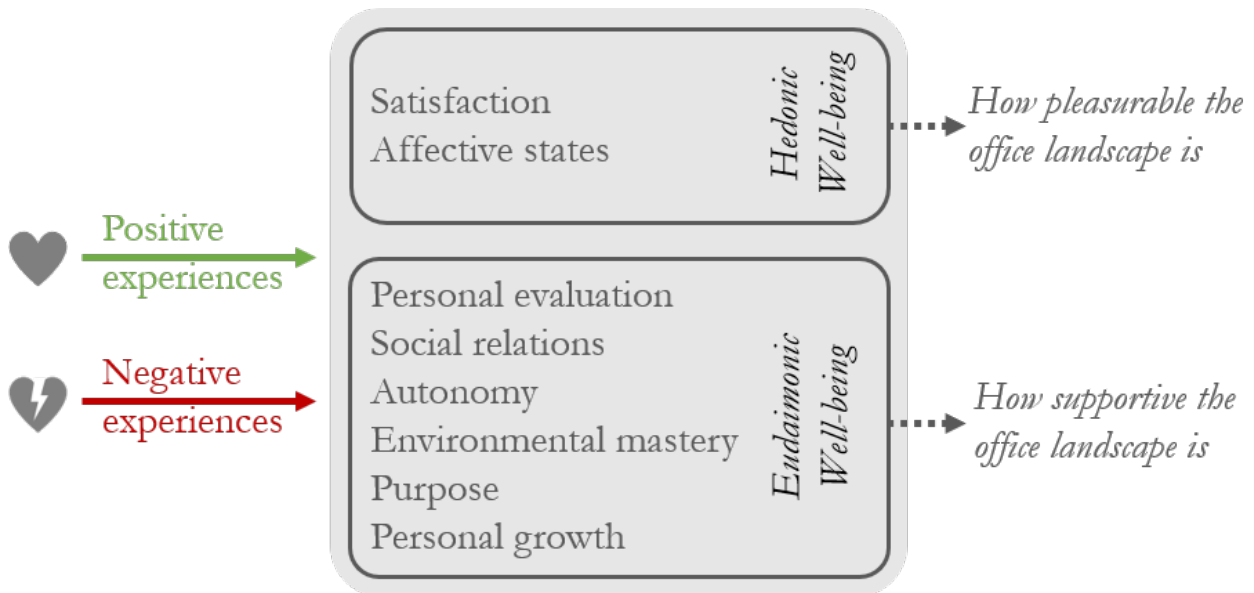 Satisfaction
Affective states
Hedonic
Well-being
How pleasurable the
office landscape is
Positive
experiences
Negative
experiences
Personal evaluation
Social relations
Autonomy
Environmental mastery
Purpose
Personal growth
Eudaimonic
Well-being
How supportive the
office landscape is